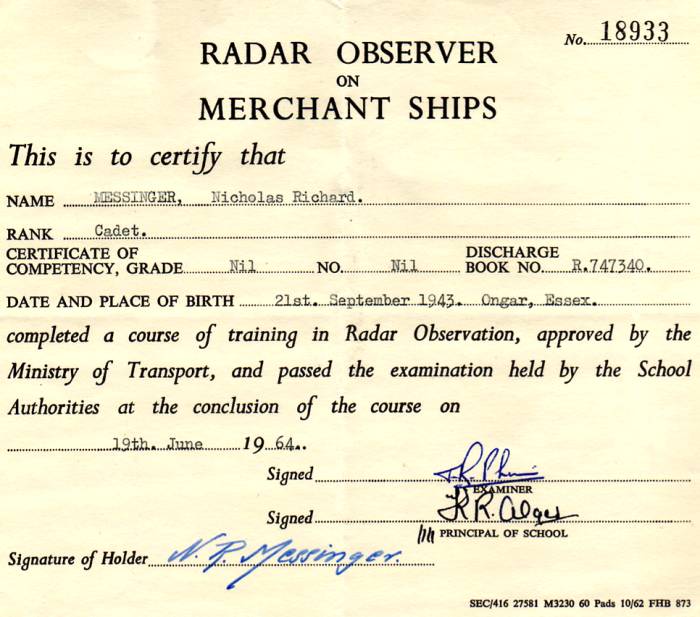 No. 18933
RADAR OBSERVER
ON
MERCHANT SHIPS
This is to certify that
NAME MESSINGER, Nicholas Richard.
RANK Cadet.
CERTIFICATE OF COMPETENCY, GRADE Nil NO. Nil DISCHARGE BOOK NO. R.747340.
DATE AND PLACE OF BIRTH 21st. September 1943. Ongar, Essex.
completed a course of training in Radar Observation, approved by the
Ministry of Transport, and passed the examination held by the School
Authorities at the conclusion of the course on
19th. June 1964.
Signed
EXAMINER
Signed K R. Alger
PRINCIPAL OF SCHOOL
Signature of Holder N. R. Messinger.
SEC/416 27581 M3230 60 Pads 10/62 FHB 873